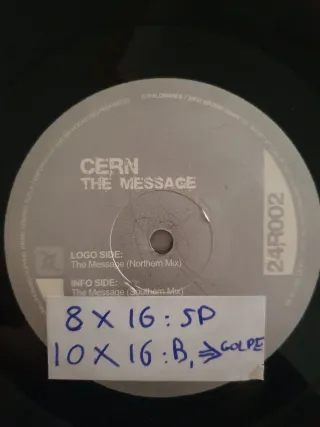 CERN
THE MESSAGE
LOGO SIDE:
The Message (Northern Mix)
INFO SIDE:
The Message (Southern Mix)
24R002
8 X 16 : SP
10 X 16 : B, ⇒ GOLPE